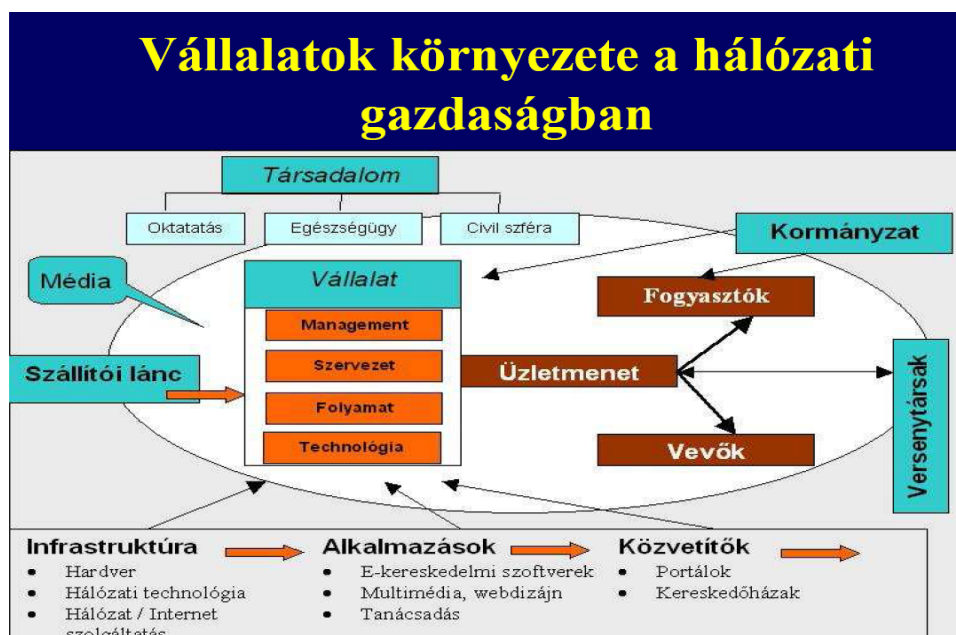 Vállalatok környezete a hálózati
gazdaságban
Társadalom
Oktatatás
Egészségügy
Civil szféra
Kormányzat
Média
Vállalat
Management
Szervezet
Folyamat
Technológia
Fogyasztók
Szállítói lánc
Üzletmenet
Vevők
Versenytársak
Infrastruktúra
• Hardver
• Hálózati technológia
• Hálózat / Internet
szolgáltatás
Alkalmazások
• E-kereskedelmi szoftverek
• Multimédia, webdizájn
• Tanácsadás
Közvetítők
• Portálok
• Kereskedőházak